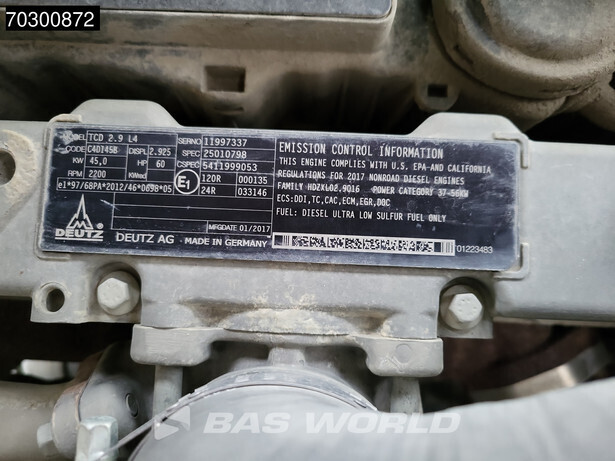 70300872
MODEL TCD 2.9 L4
CODE C4DI45B DISPL 2.925
KW 45,0 HP 60
RPM 2200 KWed
e1*97/68PA*2012/46*0698*05
SERNO 11997337
SPEC 25010798
CSPEC 5411999053
E1 120R 000135
24R 033146
MFGDATE 01/2017
DEUTZ DEUTZ AG - MADE IN GERMANY
EMISSION CONTROL INFORMATION
THIS ENGINE COMPLIES WITH U.S. EPA-AND CALIFORNIA
REGULATIONS FOR 2017 NONROAD DIESEL ENGINES
FAMILY HDZXL02.9016 POWER CATEGORY 37-56KW
ECS:DDI,TC,CAC,ECM,EGR,DOC
FUEL: DIESEL ULTRA LOW SULFUR FUEL ONLY
01223483
BAS WORLD